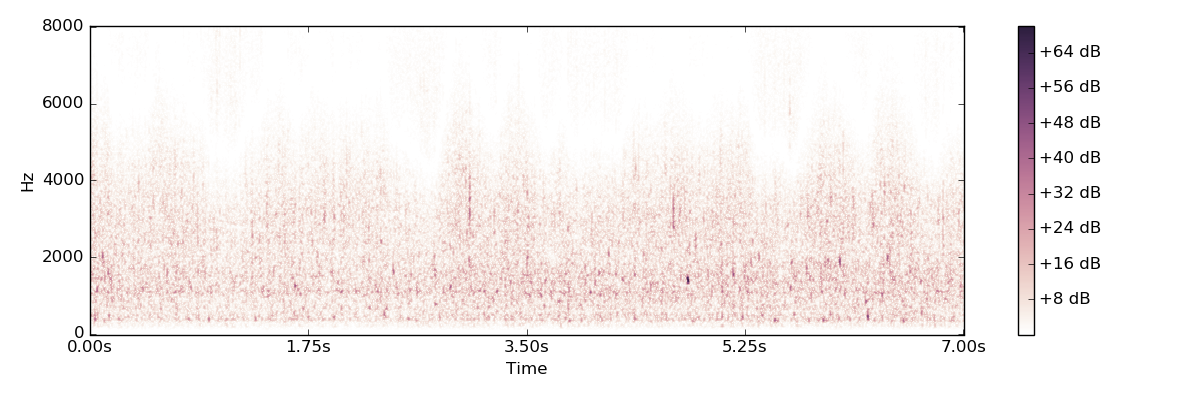 8000
6000
4000
2000
0
Hz
0.00s 1.75s 3.50s 5.25s 7.00s
Time
+64 dB
+56 dB
+48 dB
+40 dB
+32 dB
+24 dB
+16 dB
+8 dB